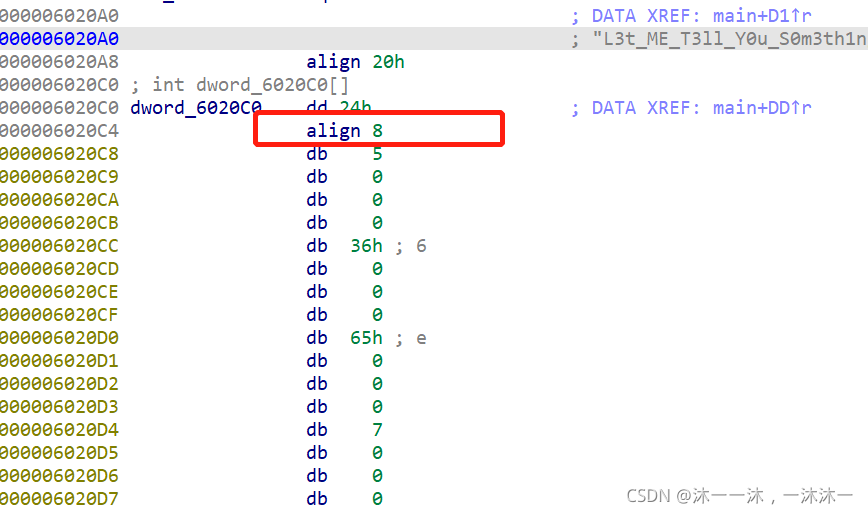 000006020A0 ; DATA XREF: main+D1↑r
000006020A0 ; "L3t_ME_T3ll_Y0u_S0m3th1n
000006020A8 align 20h
000006020C0 ; int dword_6020C0[]
000006020C0 dword_6020C0 dd 24h ; DATA XREF: main+DD↑r
000006020C4 align 8
000006020C8 db 5
000006020C9 db 0
000006020CA db 0
000006020CB db 0
000006020CC db 36h ; 6
000006020CD db 0
000006020CE db 0
000006020CF db 0
000006020D0 db 65h ; e
000006020D1 db 0
000006020D2 db 0
000006020D3 db 0
000006020D4 db 7
000006020D5 db 0
000006020D6 db 0
000006020D7 db 0
CSDN @沐一一沐，一沐沐一